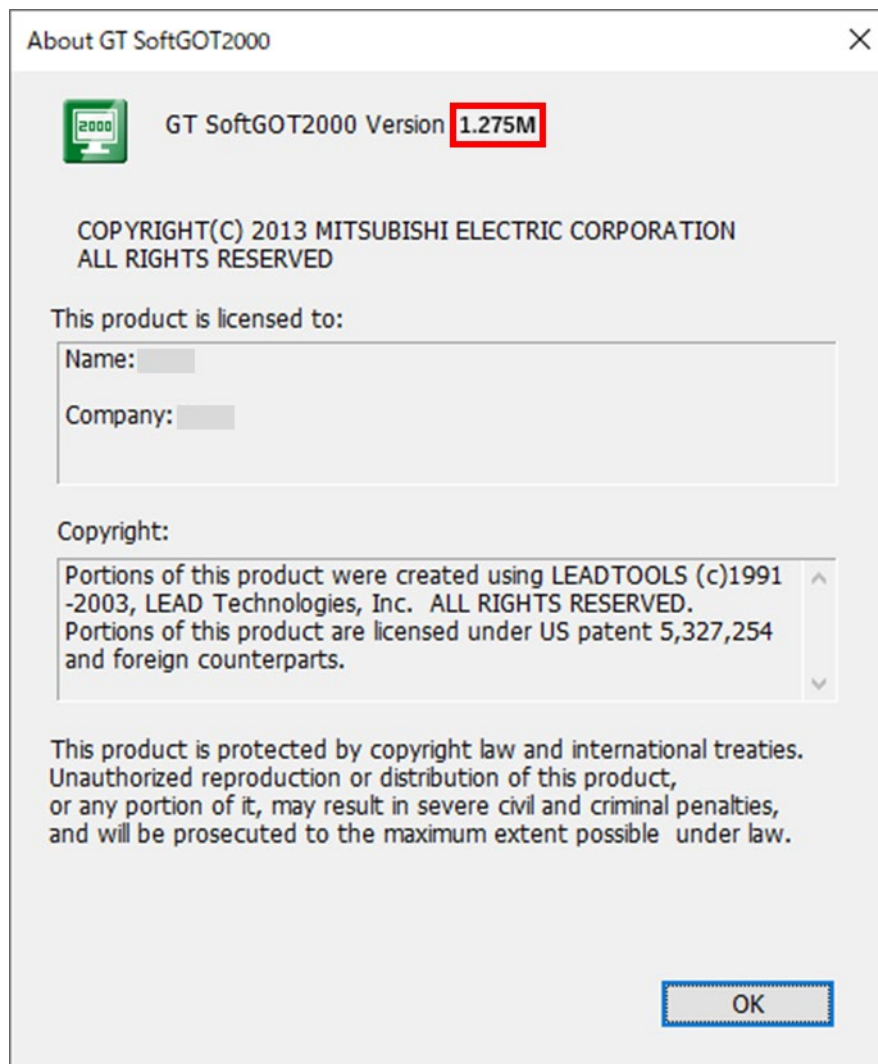 About GT SoftGOT2000
2000
GT SoftGOT2000 Version 1.275M
COPYRIGHT(C) 2013 MITSUBISHI ELECTRIC CORPORATION
ALL RIGHTS RESERVED
This product is licensed to:
Name:
Company:
Copyright:
Portions of this product were created using LEADTOOLS (c)1991
-2003, LEAD Technologies, Inc.  ALL RIGHTS RESERVED.
Portions of this product are licensed under US patent 5,327,254
and foreign counterparts.
This product is protected by copyright law and international treaties.
Unauthorized reproduction or distribution of this product,
or any portion of it, may result in severe civil and criminal penalties,
and will be prosecuted to the maximum extent possible  under law.
OK